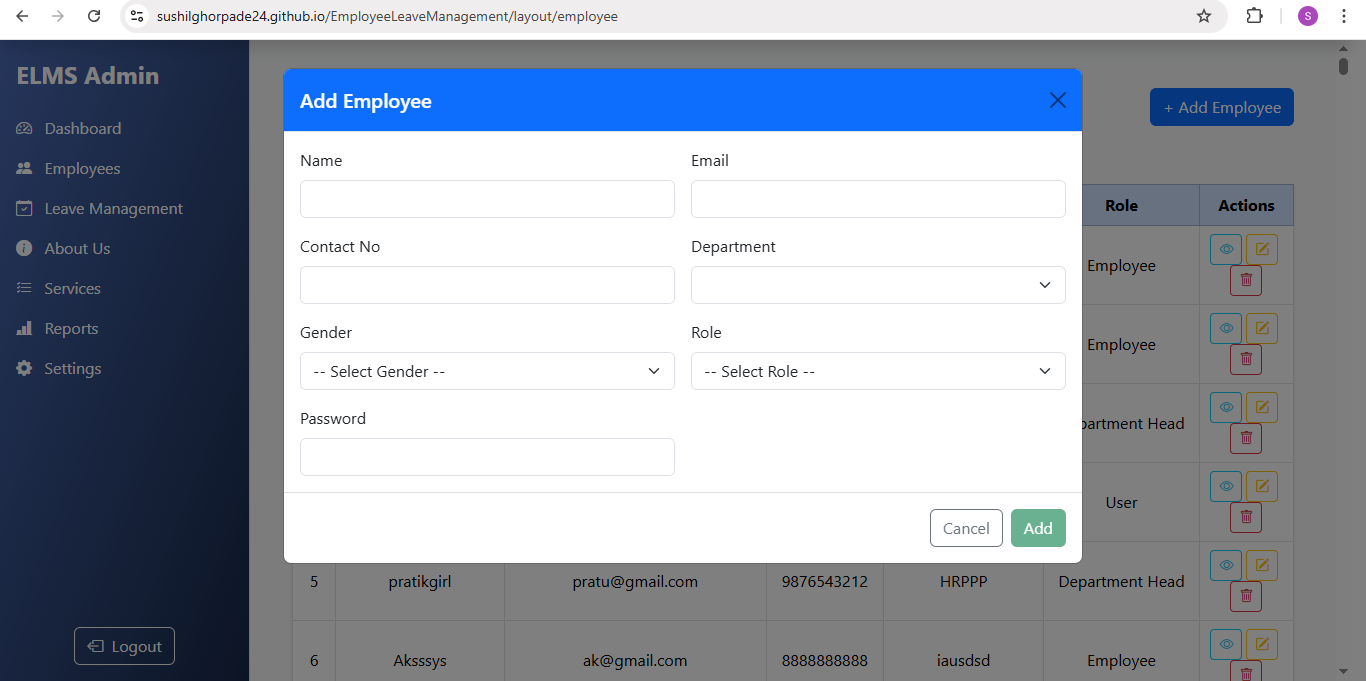 sushilghorpade24.github.io/EmployeeLeaveManagement/layout/employee
S
ELMS Admin
Dashboard
Employees
Leave Management
About Us
Services
Reports
Settings
Logout
+ Add Employee
Add Employee
Name
Email
Contact No
Department
Gender
Role
-- Select Gender --
-- Select Role --
Password
Cancel
Add
Role Actions
Employee
Employee
partment Head
User
5 pratikgirl pratu@gmail.com 9876543212 HRPPP Department Head
6 Aksssys ak@gmail.com 8888888888 iausdsd Employee